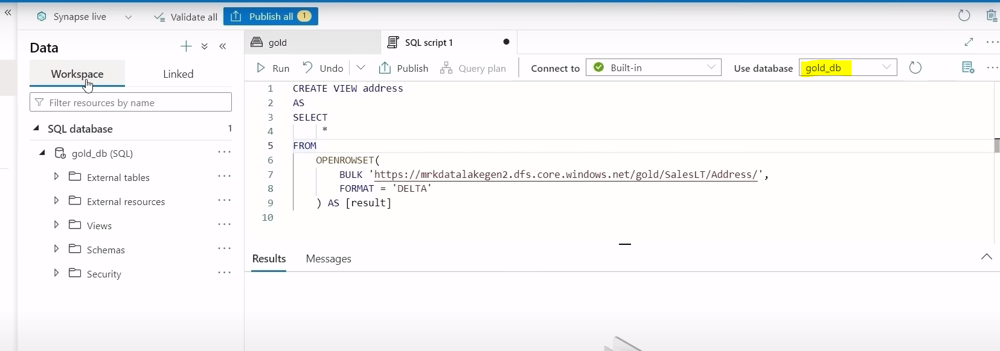 Synapse live Validate all Publish all 1
Data
Workspace Linked
Filter resources by name
SQL database 1
gold_db (SQL)
External tables
External resources
Views
Schemas
Security
gold SQL script 1
Run Undo Publish Query plan Connect to Built-in Use database gold_db
1 CREATE VIEW address
2 AS
3 SELECT
4 *
5 FROM
6 OPENROWSET(
7 BULK 'https://mrkdatalakegen2.dfs.core.windows.net/gold/SalesLT/Address/',
8 FORMAT = 'DELTA'
9 ) AS [result]
10
Results Messages